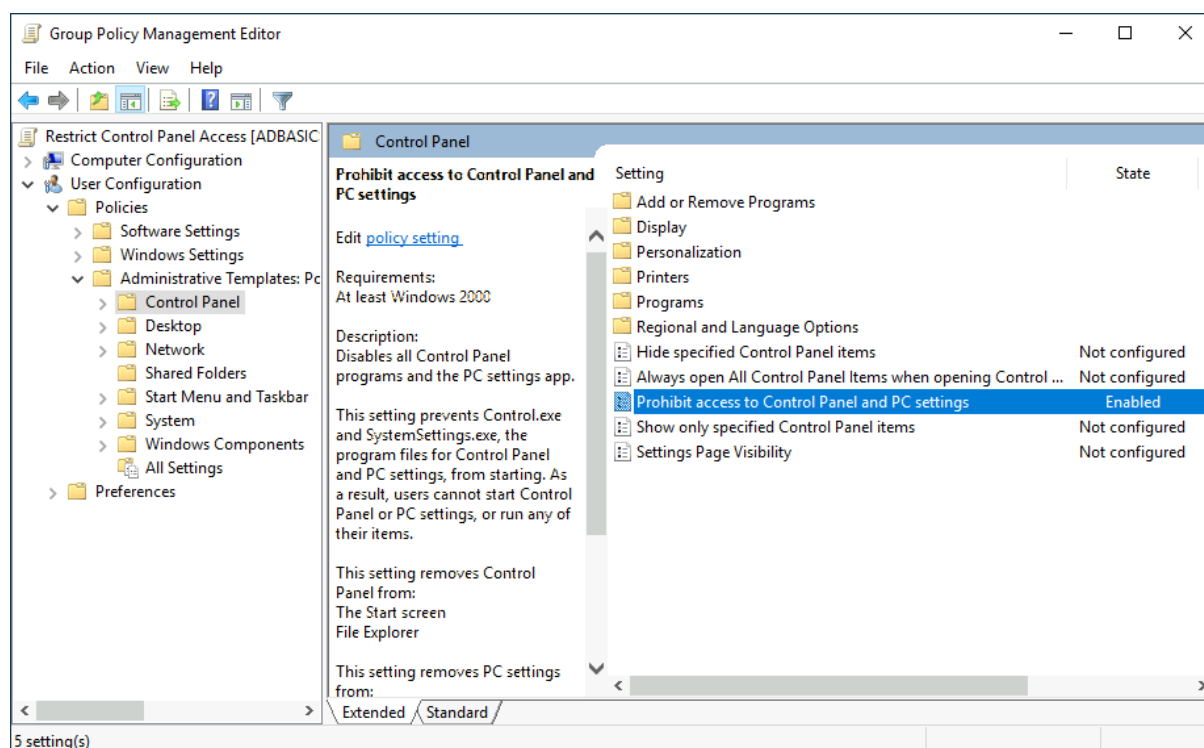 Group Policy Management Editor
File Action View Help
Restrict Control Panel Access [ADBASIC
Computer Configuration
User Configuration
Policies
Software Settings
Windows Settings
Administrative Templates: Pc
Control Panel
Desktop
Network
Shared Folders
Start Menu and Taskbar
System
Windows Components
All Settings
Preferences
Control Panel
Prohibit access to Control Panel and
PC settings
Edit policy setting
Requirements:
At least Windows 2000
Description:
Disables all Control Panel
programs and the PC settings app.
This setting prevents Control.exe
and SystemSettings.exe, the
program files for Control Panel
and PC settings, from starting. As
a result, users cannot start Control
Panel or PC settings, or run any of
their items.
This setting removes Control
Panel from:
The Start screen
File Explorer
This setting removes PC settings
from:
Setting State
Add or Remove Programs
Display
Personalization
Printers
Programs
Regional and Language Options
Hide specified Control Panel items Not configured
Always open All Control Panel Items when opening Control ... Not configured
Prohibit access to Control Panel and PC settings Enabled
Show only specified Control Panel items Not configured
Settings Page Visibility Not configured
Extended Standard
5 setting(s)